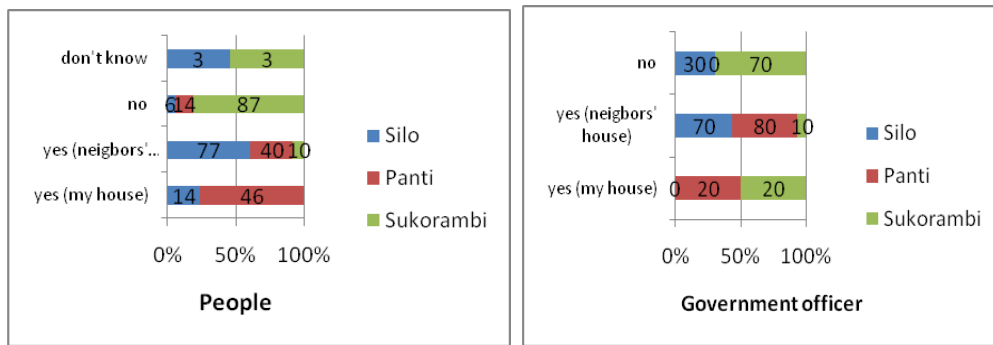 don't know
3 3
no
6 14 87
yes (neigbors'...
77 40 10
yes (my house)
14 46
0% 50% 100%
People
Silo
Panti
Sukorambi
no
30 0 70
yes (neigbors'
house)
70 80 10
yes (my house)
0 20 20
0% 50% 100%
Government officer
Silo
Panti
Sukorambi